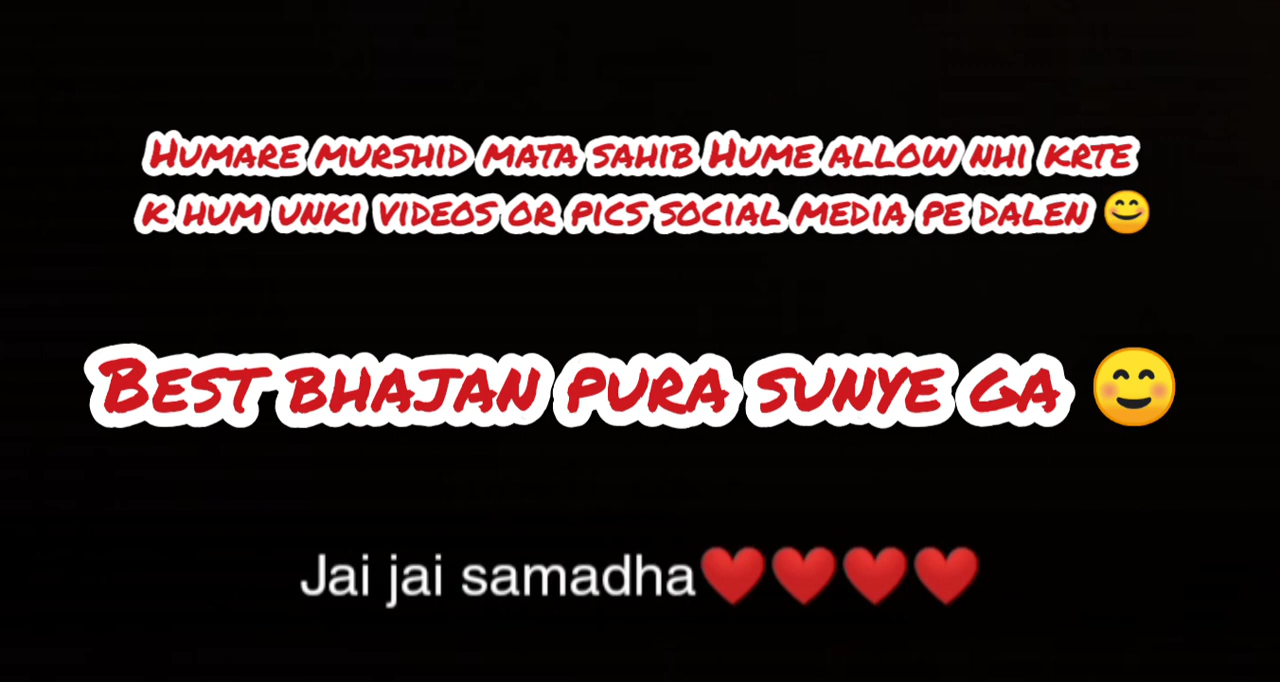 Humare murshid mata sahib Hume allow nhi krte
k hum unki videos or pics social media pe dalen 😊
Best bhajan pura sunye ga 😊
Jai jai samadha❤️❤️❤️❤️